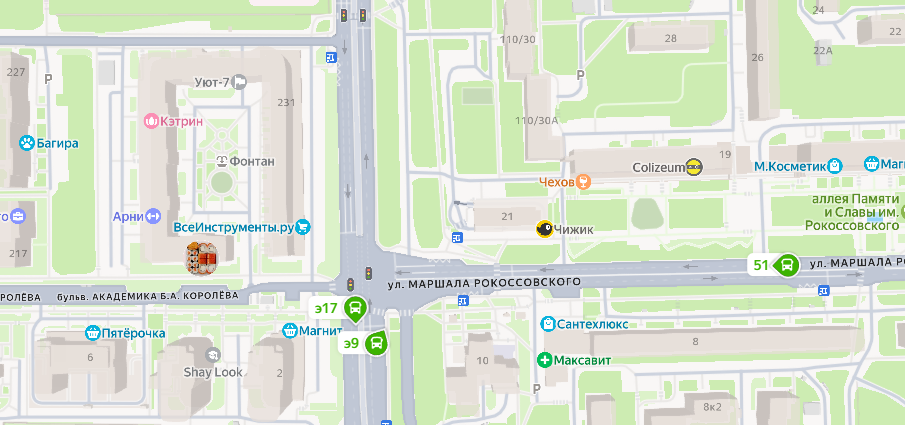 110/30
28
22
26
22А
227
Р
Уют-7
Р
231
Кэтрин
110/30А
Багира
Фонтан
19
Colizeum
М.Косметик
Маг
Чехов
аллея Памяти
и Славы им.
Рокоссовского
Арни
21
Чижик
ВсеИнструменты.ру
217
51
ул. МАРШАЛА РО
ул. МАРШАЛА РОКОССОВСКОГО
РОЛЁВА
бульв. АКАДЕМИКА Б.А. КОРОЛЁВА
э17
Магнит
Сантехлюкс
Пятёрочка
э9
8
6
Shay Look
2
10
Максавит
Р
8к2